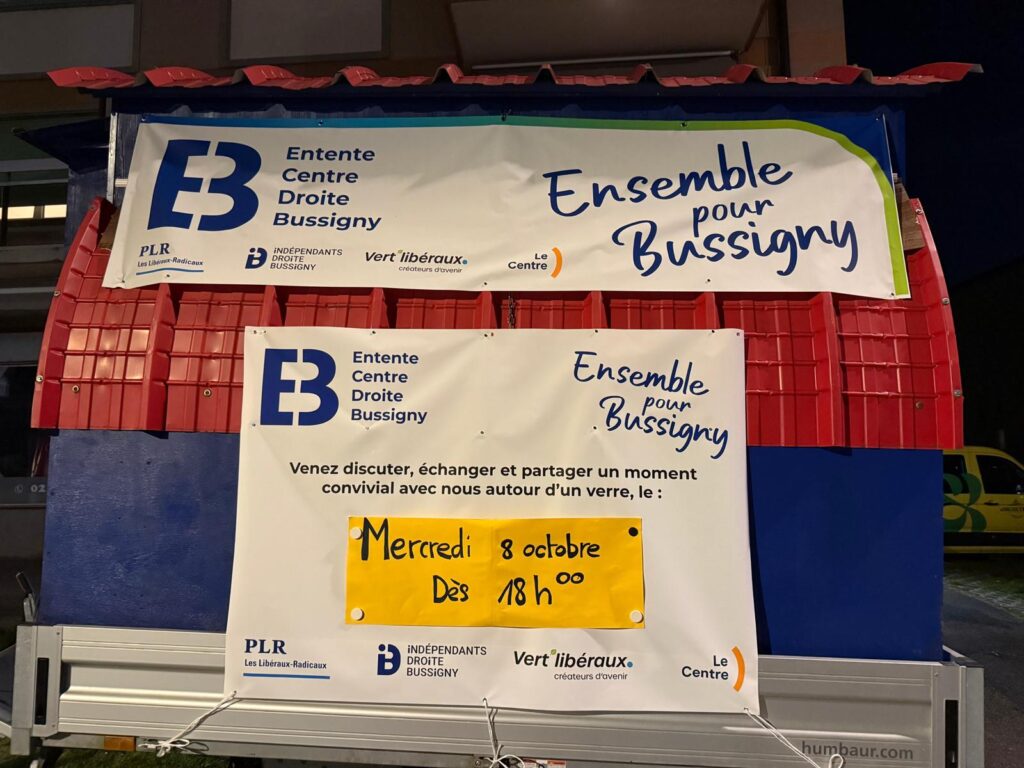 EB
Entente
Centre
Droite
Bussigny
Ensemble
pour
Bussigny
PLR
Les Libéraux-Radicaux
INDÉPENDANTS
DROITE
BUSSIGNY
Vert'libéraux.
créateurs d'avenir
Le
Centre
EB
Entente
Centre
Droite
Bussigny
Ensemble
pour
Bussigny
Venez discuter, échanger et partager un moment
convivial avec nous autour d'un verre, le :
Mercredi 8 octobre
Dès 18h⁰⁰
PLR
Les Libéraux-Radicaux
INDÉPENDANTS
DROITE
BUSSIGNY
Vert'libéraux.
créateurs d'avenir
Le
Centre
humbaur.com